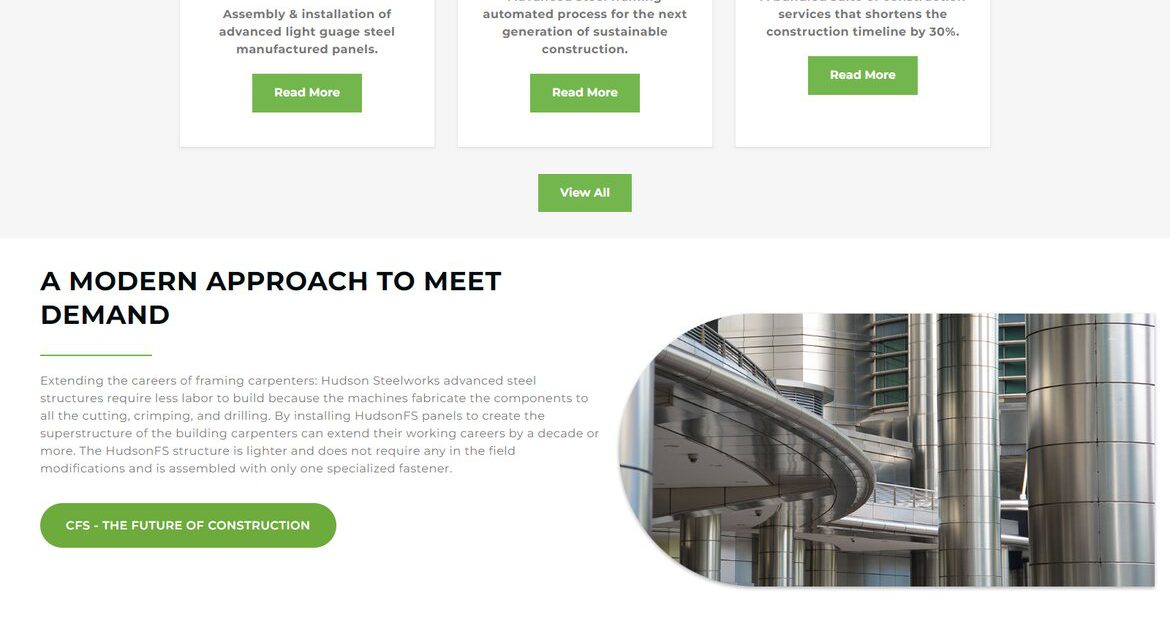 Assembly & installation of
advanced light guage steel
manufactured panels.
Read More
automated process for the next
generation of sustainable
construction.
Read More
services that shortens the
construction timeline by 30%.
Read More
View All
A MODERN APPROACH TO MEET
DEMAND
Extending the careers of framing carpenters: Hudson Steelworks advanced steel
structures require less labor to build because the machines fabricate the components to
all the cutting, crimping, and drilling. By installing HudsonFS panels to create the
superstructure of the building carpenters can extend their working careers by a decade or
more. The HudsonFS structure is lighter and does not require any in the field
modifications and is assembled with only one specialized fastener.
CFS - THE FUTURE OF CONSTRUCTION